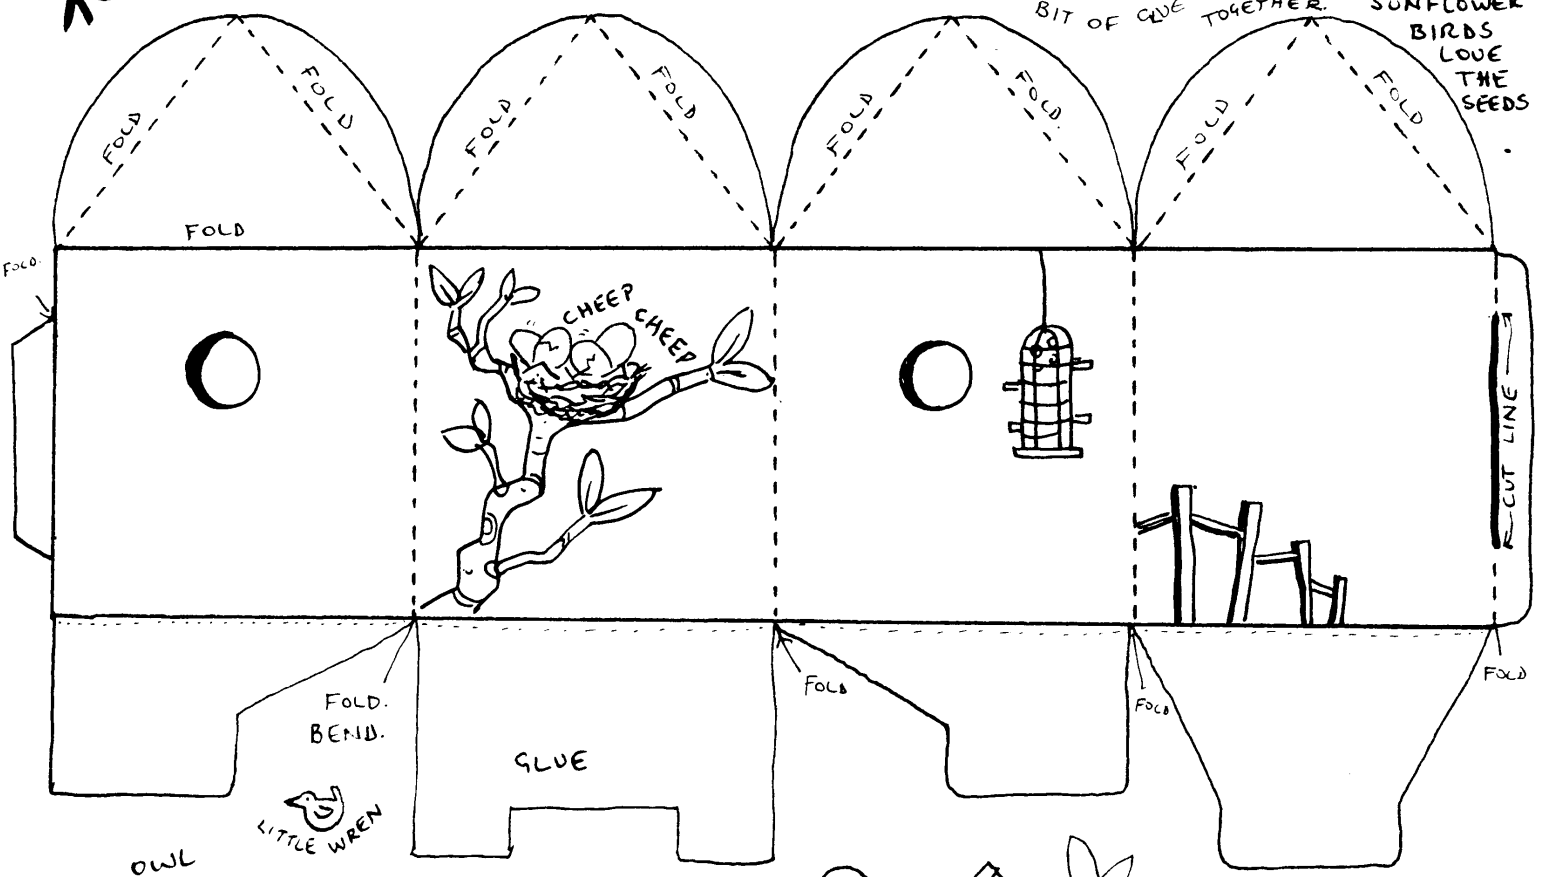 BIT OF GLUE TOGETHER.
SUNFLOWER
BIRDS
LOVE
THE
SEEDS
FOLD
FOLD
FOLD
FOLD
FOLD
FOLD.
FOLD
FOLD
FOLD
FOLD.
CHEEP
CHEEP
CUT LINE
FOLD.
BEND.
FOLD
FOLD
FOLD
GLUE
LITTLE WREN
OWL